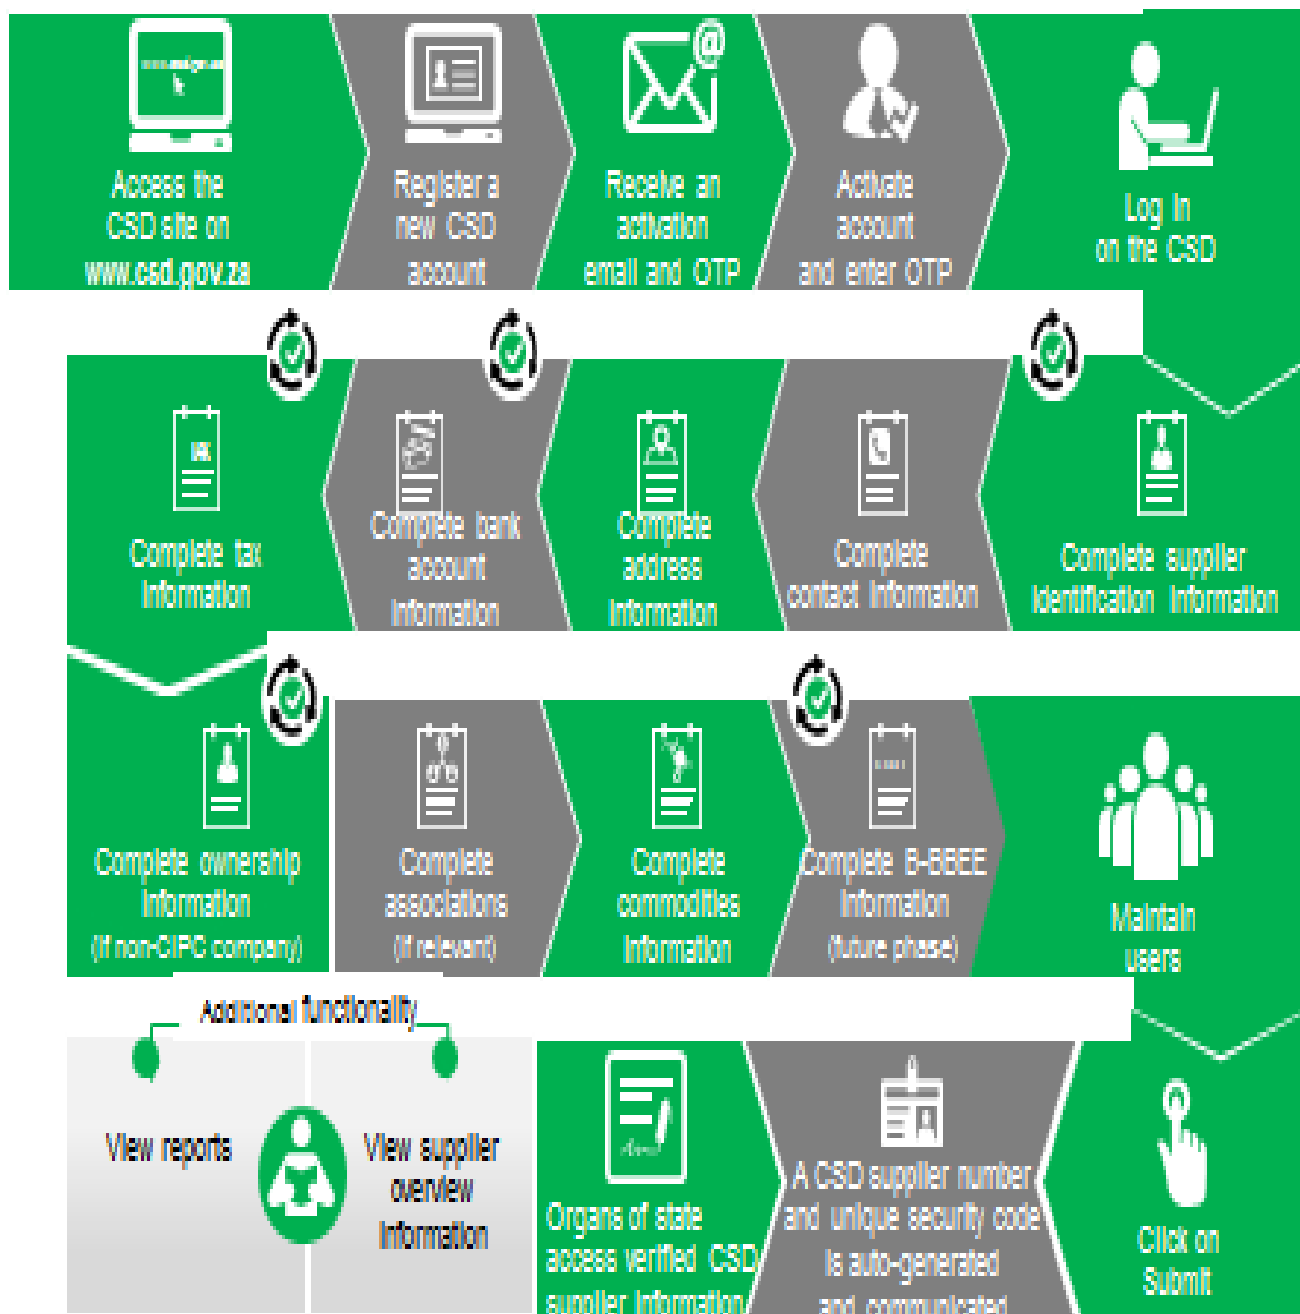 Access the
CSD site on
www.csd.gov.za
Register a
new CSD
account
Receive an
activation
email and OTP
Activate
account
and enter OTP
Log in
on the CSD
Complete tax
Information
Complete bank
account
Information
Complete
address
Information
Complete
contact Information
Complete supplier
Identification Information
Complete ownership
Information
(If non-CIPC company)
Complete
associations
(If relevant)
Complete
commodities
Information
Complete B-BBEE
Information
(future phase)
Maintain
users
Additional functionality
View reports
View supplier
overview
Information
Organs of state
access verified CSD
supplier Information
A CSD supplier number
and unique security code
is auto-generated
and communicated
Click on
Submit